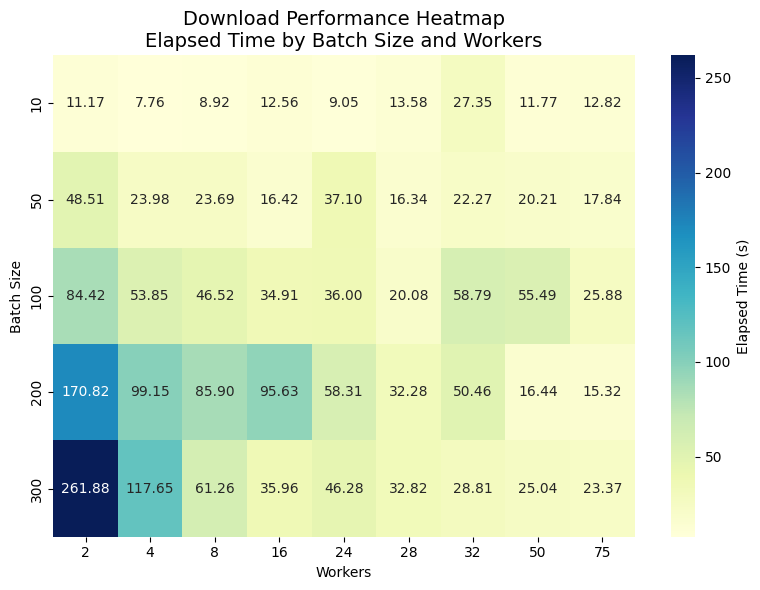 Download Performance Heatmap
Elapsed Time by Batch Size and Workers
10 11.17 7.76 8.92 12.56 9.05 13.58 27.35 11.77 12.82
50 48.51 23.98 23.69 16.42 37.10 16.34 22.27 20.21 17.84
100 84.42 53.85 46.52 34.91 36.00 20.08 58.79 55.49 25.88
200 170.82 99.15 85.90 95.63 58.31 32.28 50.46 16.44 15.32
300 261.88 117.65 61.26 35.96 46.28 32.82 28.81 25.04 23.37
2 4 8 16 24 28 32 50 75
Workers
Batch Size
250
200
150
100
50
Elapsed Time (s)